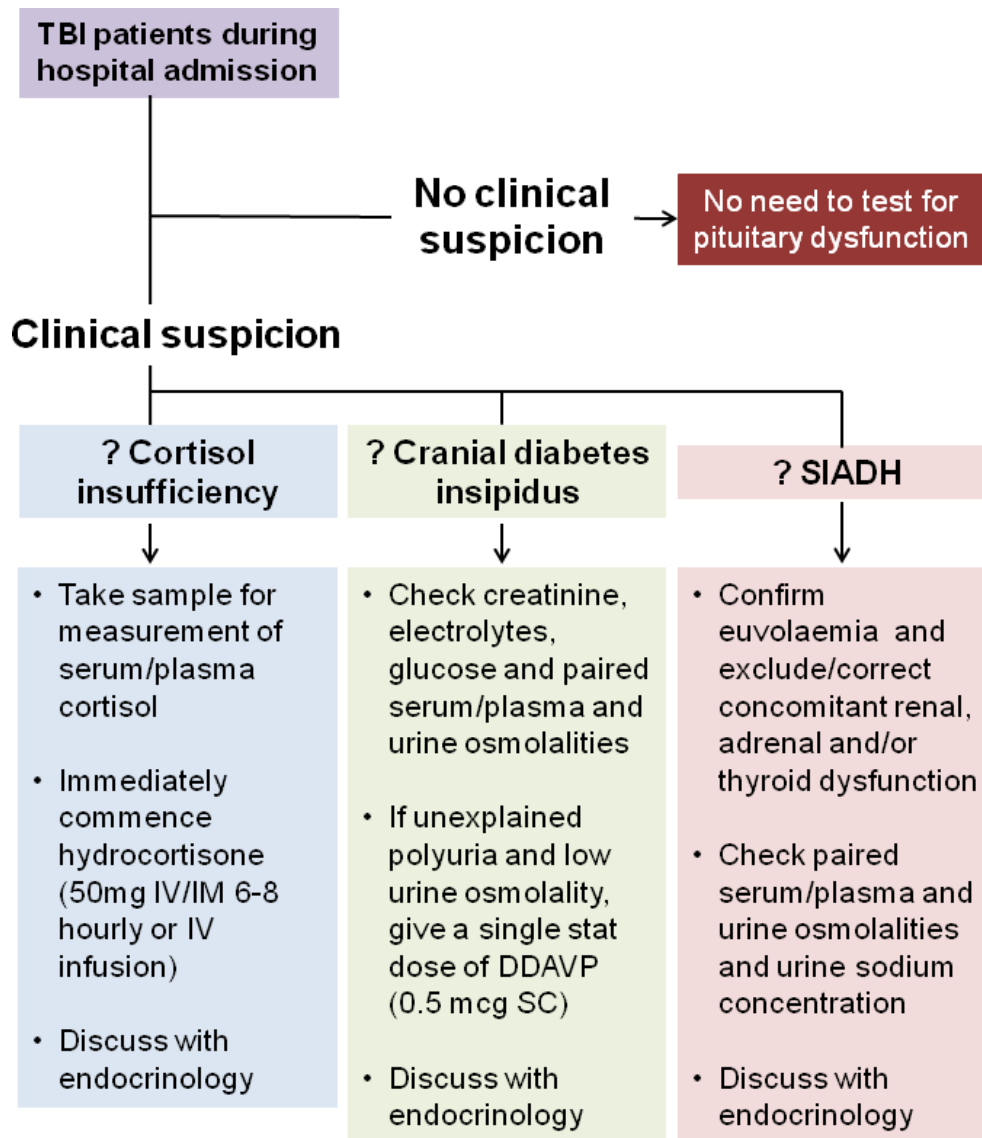 TBI patients during
hospital admission
No clinical
suspicion
No need to test for
pituitary dysfunction
Clinical suspicion
? Cortisol
insufficiency
• Take sample for
measurement of
serum/plasma
cortisol
• Immediately
commence
hydrocortisone
(50mg IV/IM 6-8
hourly or IV
infusion)
• Discuss with
endocrinology
? Cranial diabetes
insipidus
• Check creatinine,
electrolytes,
glucose and paired
serum/plasma and
urine osmolalities
• If unexplained
polyuria and low
urine osmolality,
give a single stat
dose of DDAVP
(0.5 mcg SC)
• Discuss with
endocrinology
? SIADH
• Confirm
euvolaemia and
exclude/correct
concomitant renal,
adrenal and/or
thyroid dysfunction
• Check paired
serum/plasma and
urine osmolalities
and urine sodium
concentration
• Discuss with
endocrinology